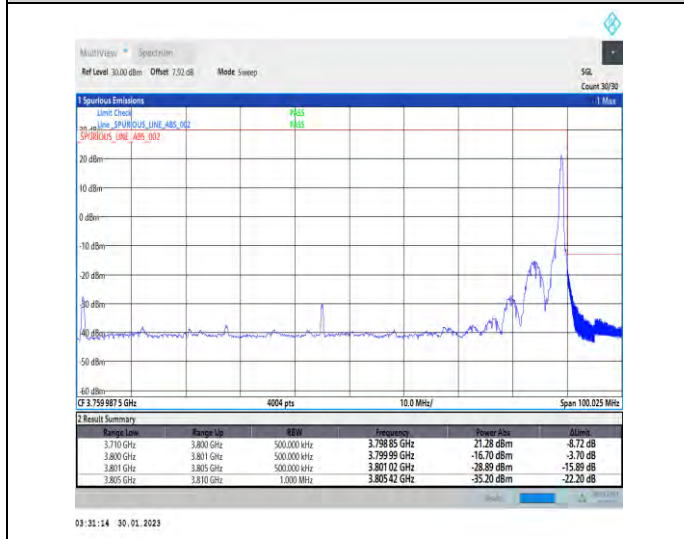 MultiView Spectrum
Ref Level 30.00 dBm Offset 7.92 dB Mode Sweep SGL
Count 30/30
1 Spurious Emissions 1 Max
Limit Check PASS
Line _SPURIOUS_LINE_ABS_002 PASS
_SPURIOUS_LINE_ABS_002
20 dBm
10 dBm
0 dBm
-10 dBm
-20 dBm
-30 dBm
-40 dBm
-50 dBm
-60 dBm
CF 3.759 987 5 GHz 4004 pts 10.0 MHz/ Span 100.025 MHz
2 Result Summary
Range Low Range Up RBW Frequency Power Abs ΔLimit
3.710 GHz 3.800 GHz 500.000 kHz 3.798 85 GHz 21.28 dBm -8.72 dB
3.800 GHz 3.801 GHz 500.000 kHz 3.799 99 GHz -16.70 dBm -3.70 dB
3.801 GHz 3.805 GHz 500.000 kHz 3.801 02 GHz -28.89 dBm -15.89 dB
3.805 GHz 3.810 GHz 1.000 MHz 3.805 42 GHz -35.20 dBm -22.20 dB
03:31:14 30.01.2023